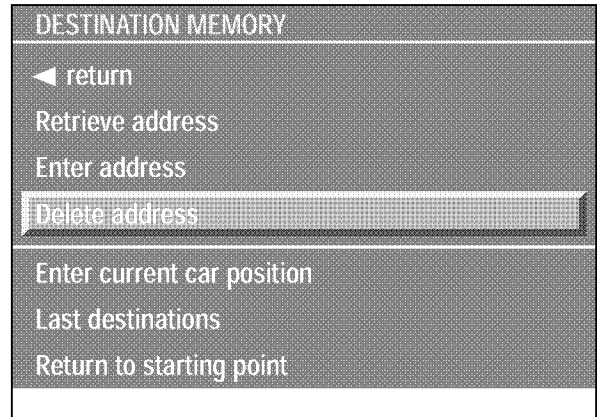 DESTINATION MEMORY
◄ return
Retrieve address
Enter address
Delete address
Enter current car position
Last destinations
Return to starting point